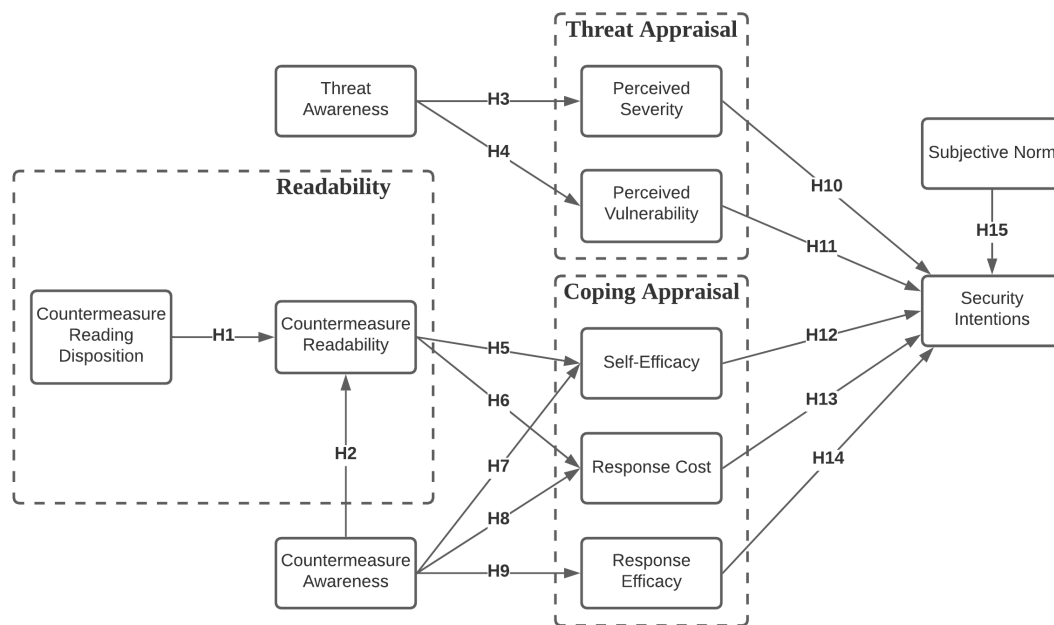 Threat Appraisal
Threat
Awareness
H3
Perceived
Severity
H4
Perceived
Vulnerability
H10
H11
Subjective Norm
H15
Readability
Countermeasure
Reading
Disposition
H1
Countermeasure
Readability
H2
Countermeasure
Awareness
H5
H6
H7
H8
H9
Coping Appraisal
Self-Efficacy
Response Cost
Response
Efficacy
H12
H13
H14
Security
Intentions